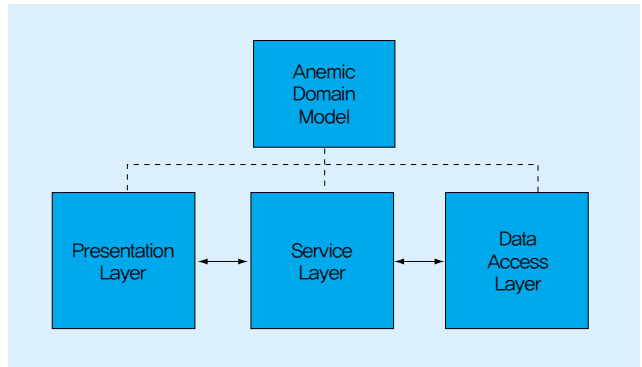 Anemic
Domain
Model
Presentation
Layer
Service
Layer
Data
Access
Layer